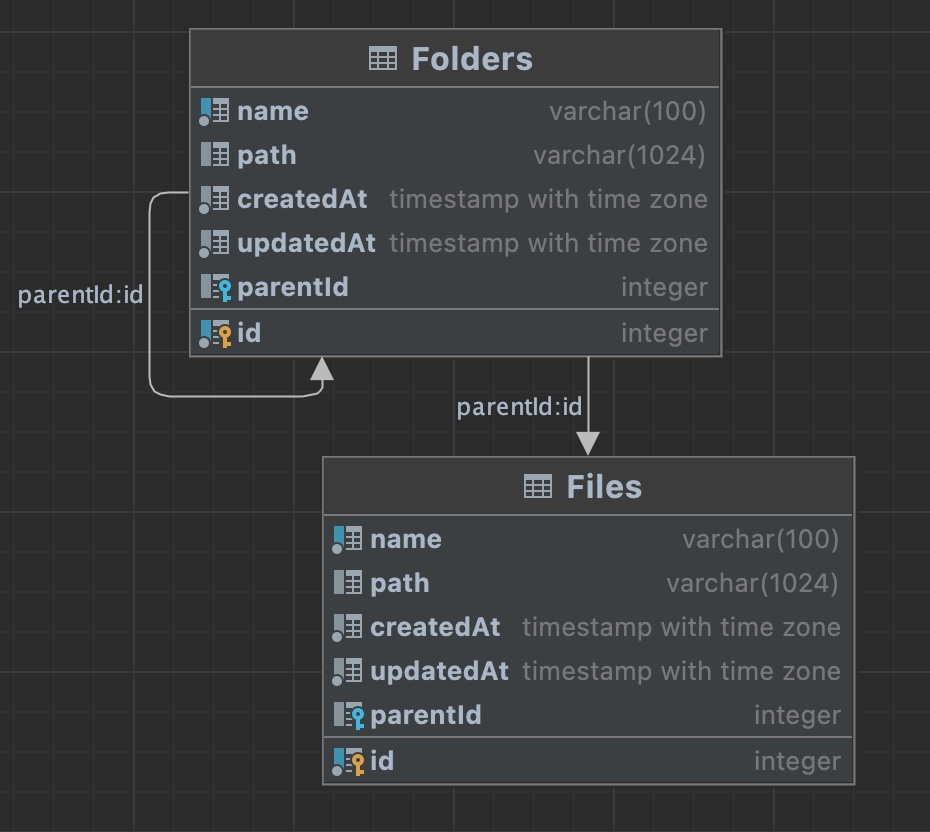 Folders
name varchar(100)
path varchar(1024)
createdAt timestamp with time zone
updatedAt timestamp with time zone
parentId integer
id integer
parentId:id
parentId:id
Files
name varchar(100)
path varchar(1024)
createdAt timestamp with time zone
updatedAt timestamp with time zone
parentId integer
id integer